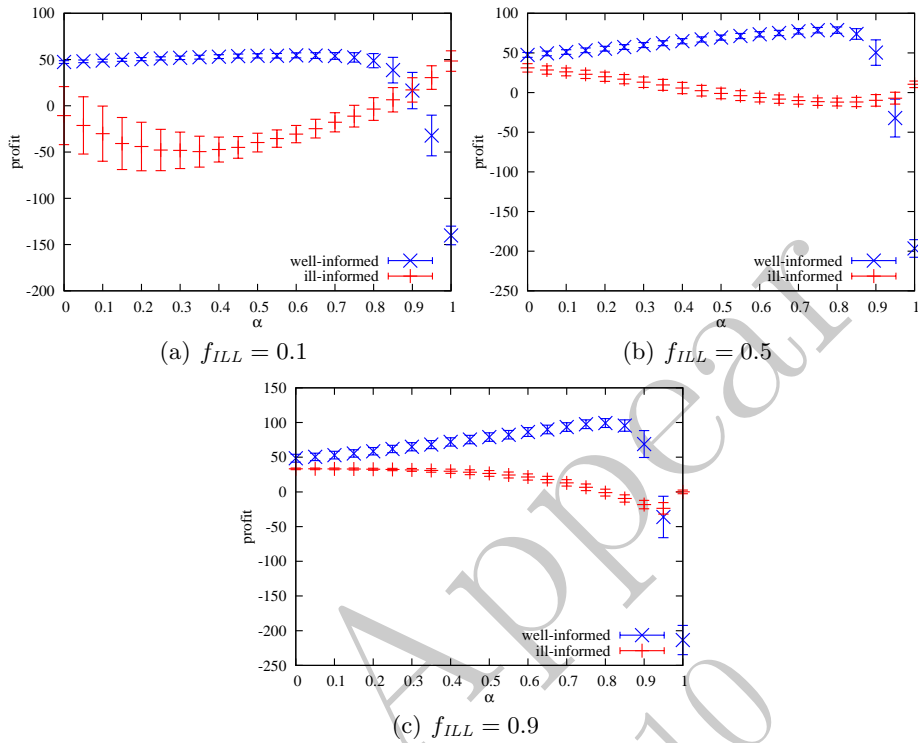 100
50
0
-50
-100
-150
-200
profit
well-informed
ill-informed
0 0.1 0.2 0.3 0.4 0.5 0.6 0.7 0.8 0.9 1
α
(a) f_ILL = 0.1
100
50
0
-50
-100
-150
-200
-250
profit
well-informed
ill-informed
0 0.1 0.2 0.3 0.4 0.5 0.6 0.7 0.8 0.9 1
α
(b) f_ILL = 0.5
150
100
50
0
-50
-100
-150
-200
-250
profit
well-informed
ill-informed
0 0.1 0.2 0.3 0.4 0.5 0.6 0.7 0.8 0.9 1
α
(c) f_ILL = 0.9
Appear
10